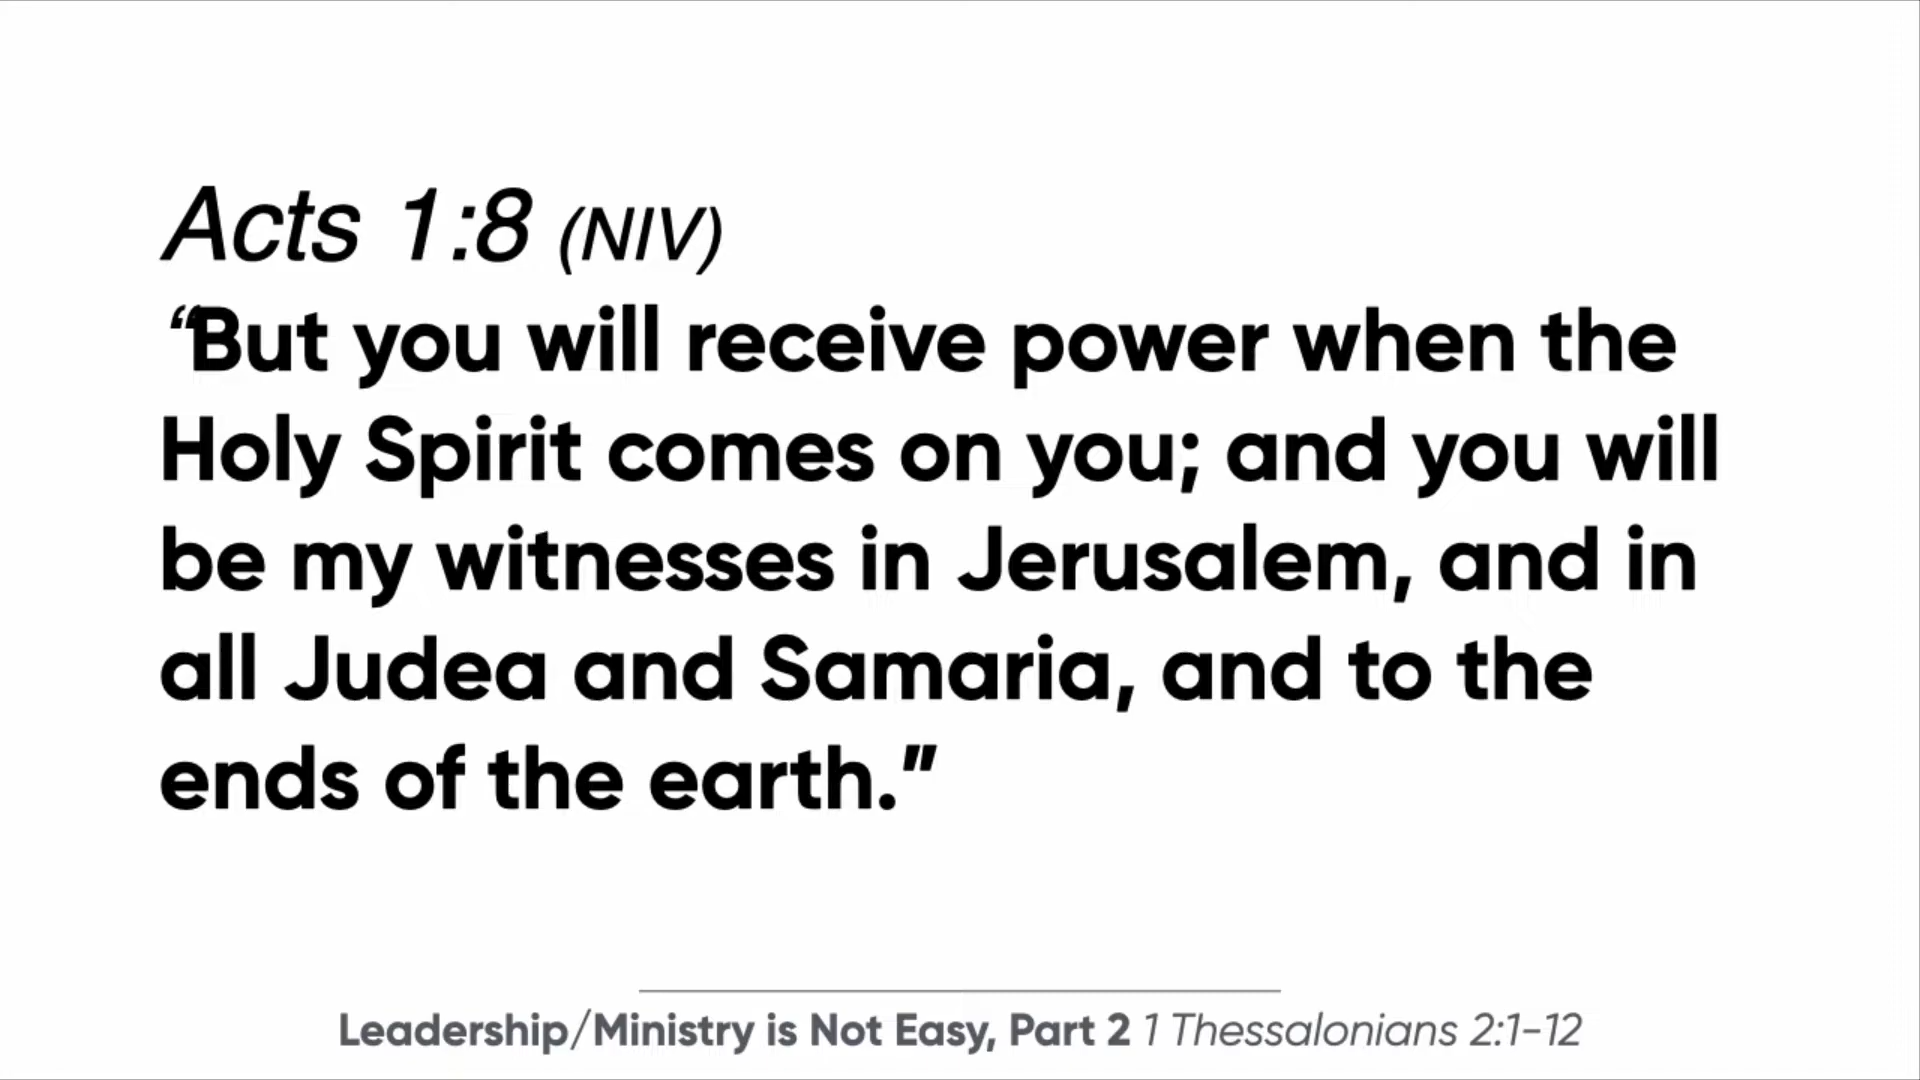 Acts 1:8 (NIV)
“But you will receive power when the
Holy Spirit comes on you; and you will
be my witnesses in Jerusalem, and in
all Judea and Samaria, and to the
ends of the earth.”
Leadership/Ministry is Not Easy, Part 2 1 Thessalonians 2:1-12